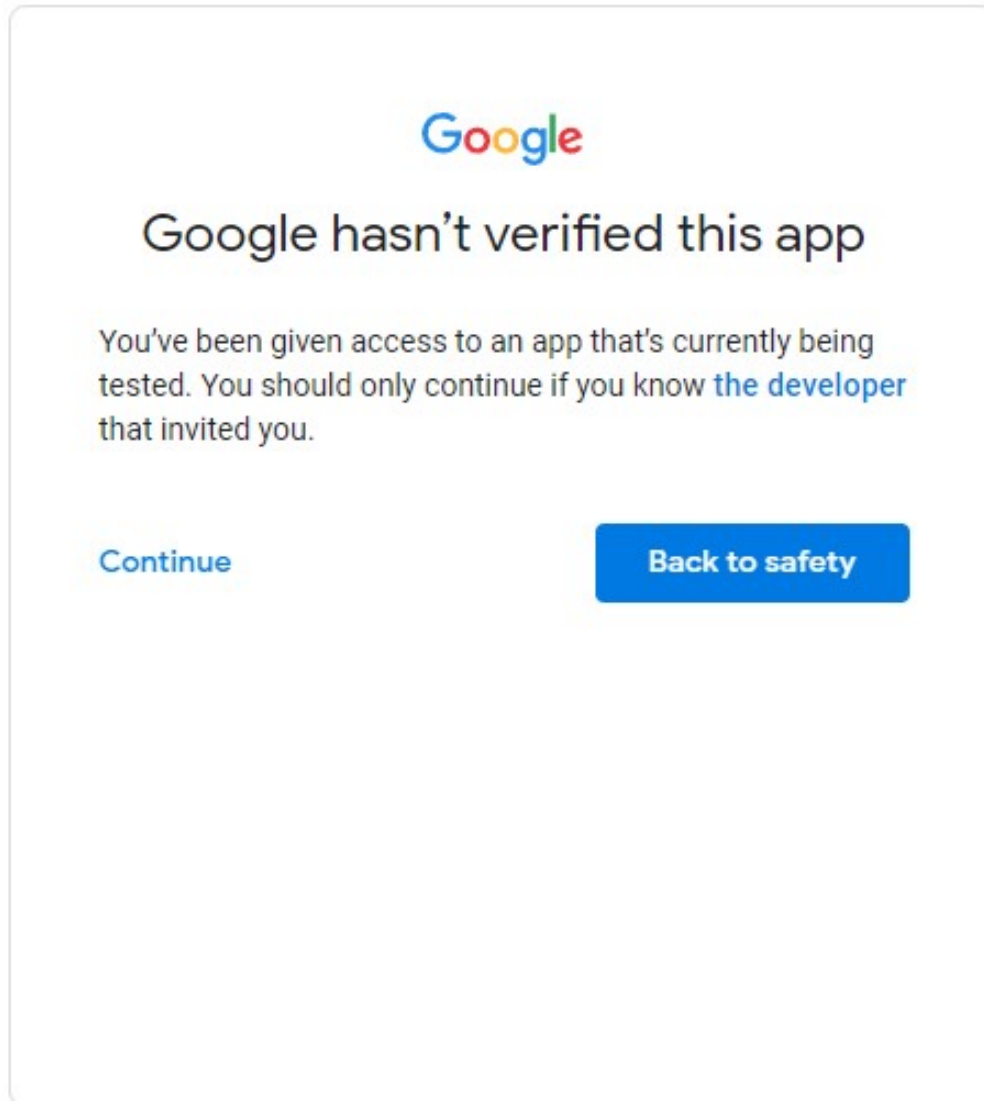 Google
Google hasn’t verified this app
You’ve been given access to an app that’s currently being
tested. You should only continue if you know the developer
that invited you.
Continue
Back to safety